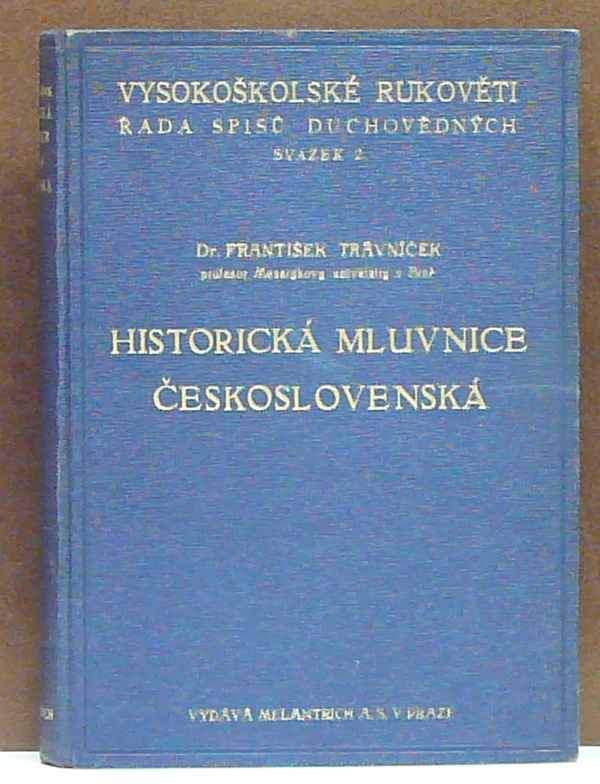 VYSOKOŠKOLSKÉ RUKOVĚTI
ŘADA SPISŮ DUCHOVĚDNÝCH
SVAZEK 2
Dr. FRANTIŠEK TRÁVNÍČEK
profesor Masarykovy university v Brně
HISTORICKÁ MLUVNICE
ČESKOSLOVENSKÁ
VYDÁVÁ MELANTRICH A. S. V PRAZE